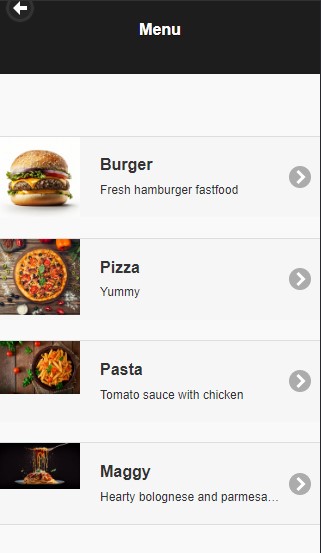 Menu
Burger
Fresh hamburger fastfood
Pizza
Yummy
Pasta
Tomato sauce with chicken
Maggy
Hearty bolognese and parmesa…